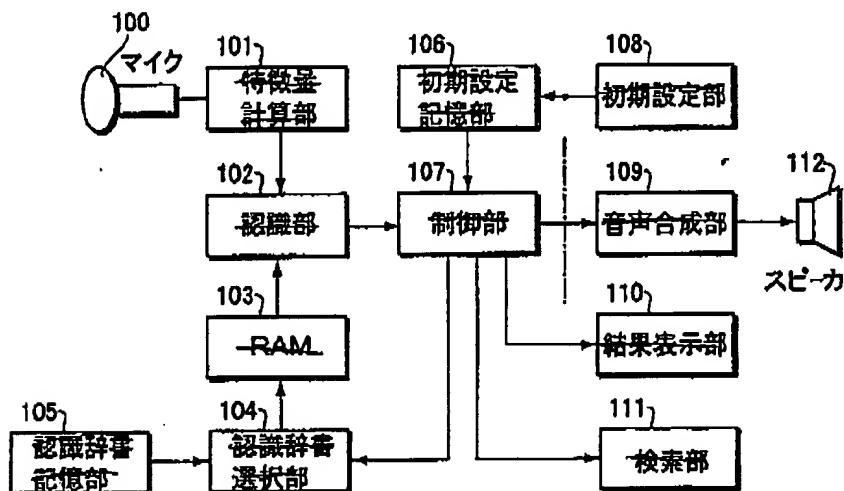 100
マイク
101
特徴量
計算部
106
初期設定
記憶部
108
初期設定部
102
認識部
107
制御部
109
音声合成部
112
スピーカ
103
RAM
110
結果表示部
105
認識辞書
記憶部
104
認識辞書
選択部
111
検索部